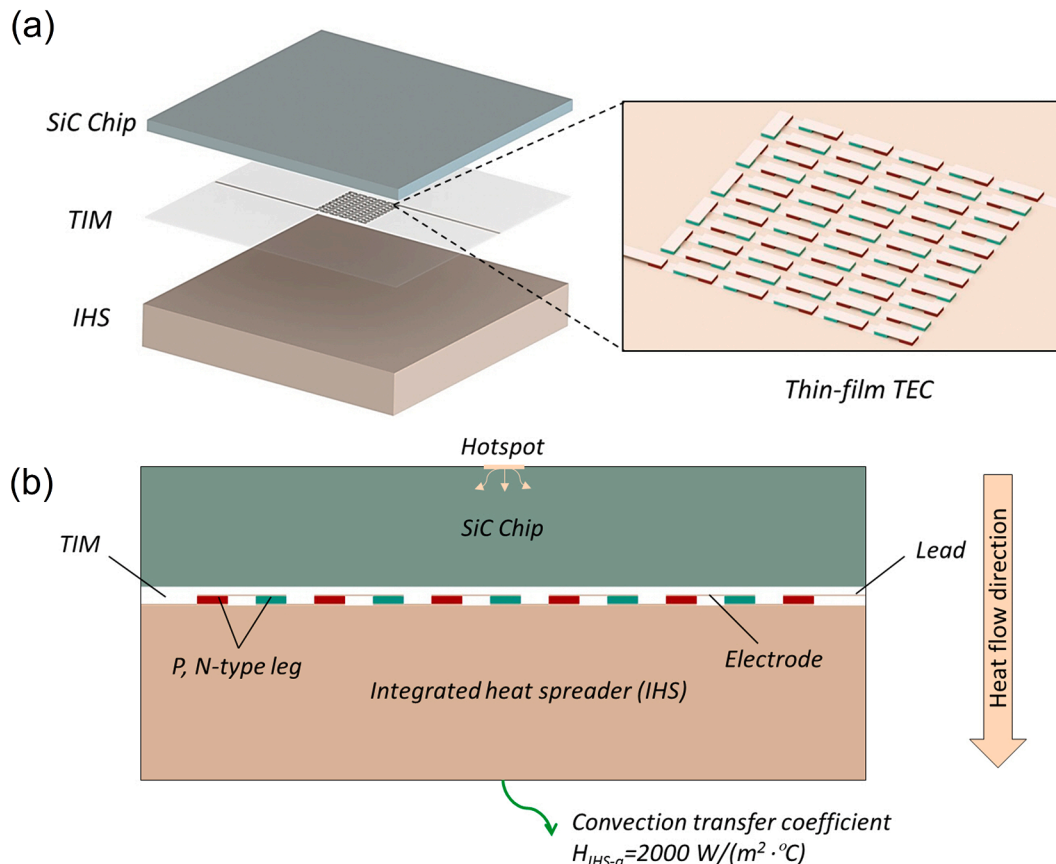 (a)
SiC Chip
TIM
IHS
Thin-film TEC
(b)
Hotspot
SiC Chip
TIM
Lead
P, N-type leg
Electrode
Integrated heat spreader (IHS)
Heat flow direction
Convection transfer coefficient
H_IHS-a=2000 W/(m² · °C)